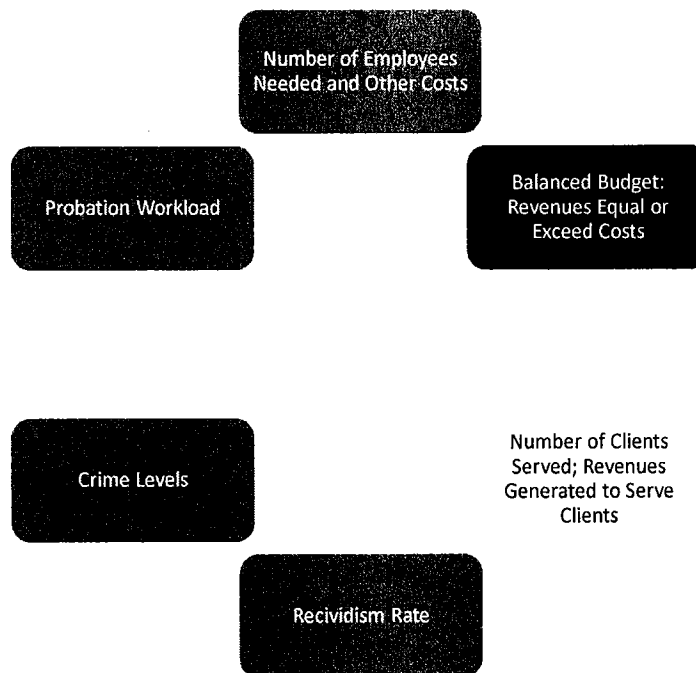 Number of Employees
Needed and Other Costs
Balanced Budget:
Revenues Equal or
Exceed Costs
Probation Workload
Number of Clients
Served; Revenues
Generated to Serve
Clients
Crime Levels
Recividism Rate